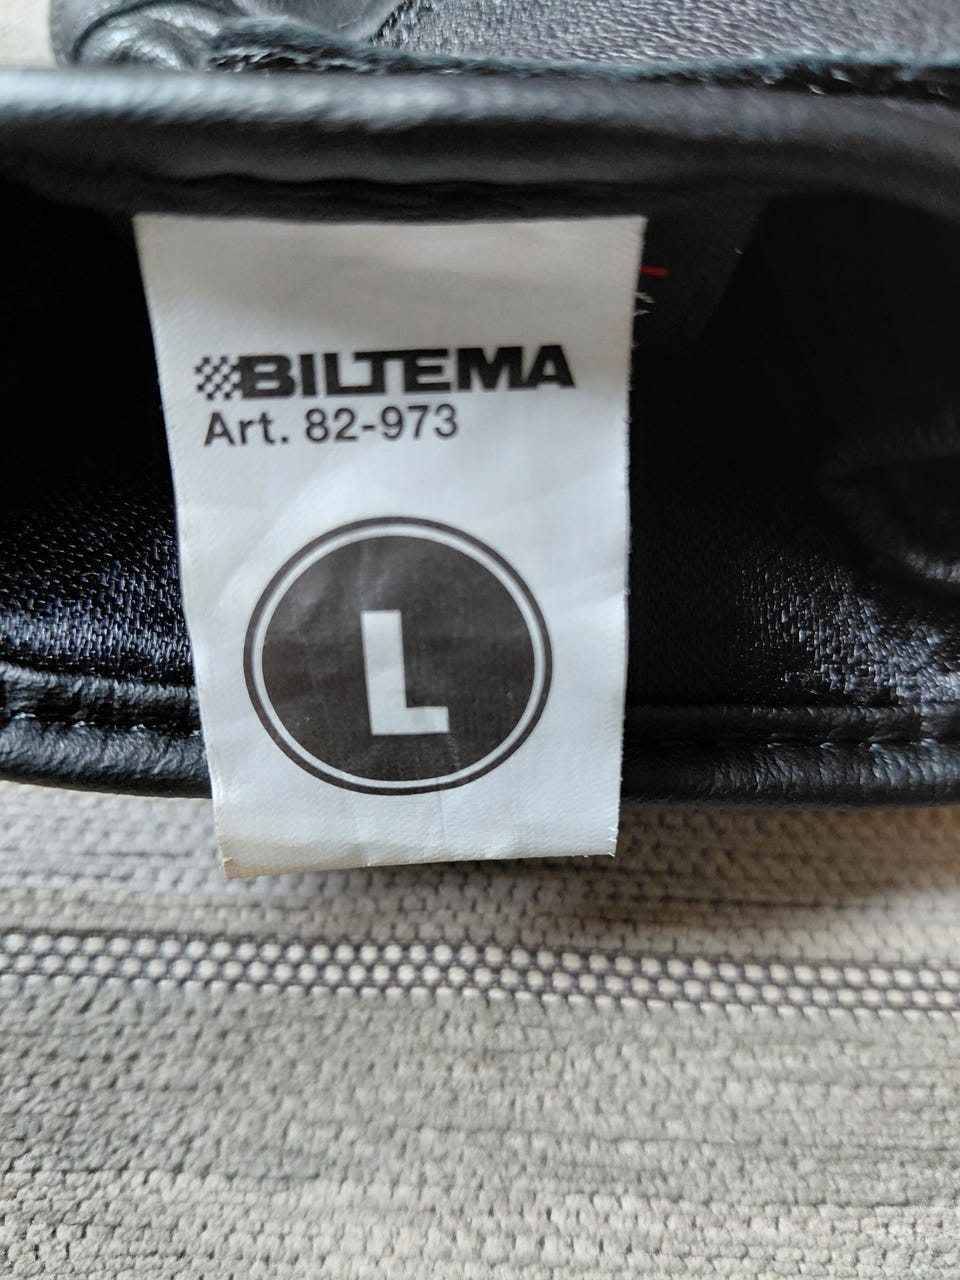 BILTEMA
Art. 82-973
L